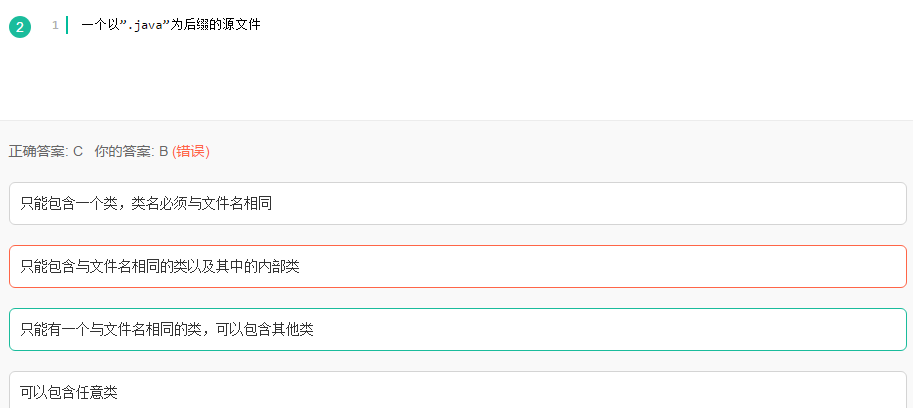 2 1 一个以”.java”为后缀的源文件
正确答案: C 你的答案: B (错误)
只能包含一个类，类名必须与文件名相同
只能包含与文件名相同的类以及其中的内部类
只能有一个与文件名相同的类，可以包含其他类
可以包含任意类